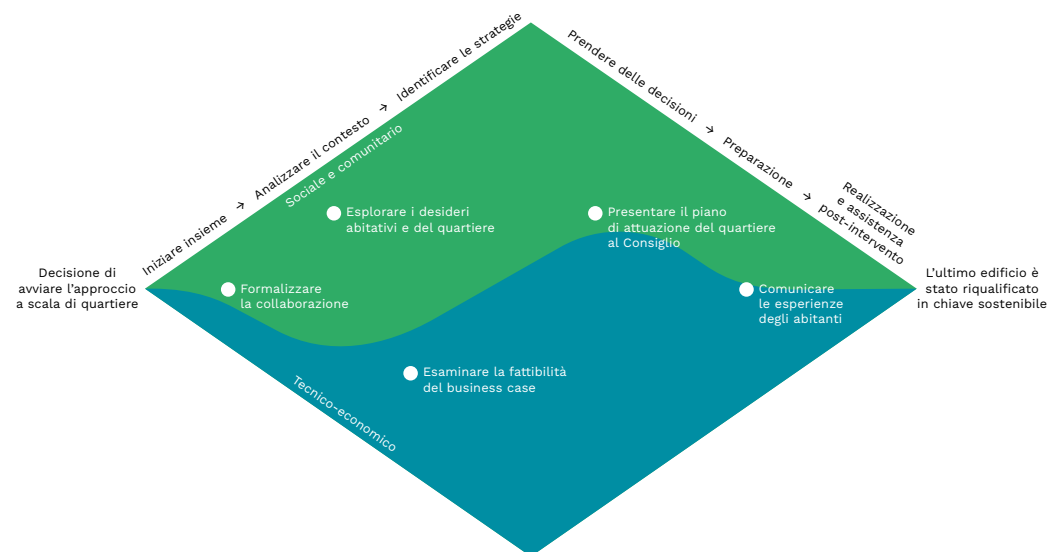 Decisione di
avviare l'approccio
a scala di quartiere
Iniziare insieme → Analizzare il contesto → Identificare le strategie
Prendere delle decisioni → Preparazione → Realizzazione
e assistenza
post-intervento
Sociale e comunitario
Esplorare i desideri
abitativi e del quartiere
Presentare il piano
di attuazione del quartiere
al Consiglio
Formalizzare
la collaborazione
Comunicare
le esperienze
degli abitanti
Esaminare la fattibilità
del business case
Tecnico-economico
L'ultimo edificio è
stato riqualificato
in chiave sostenibile